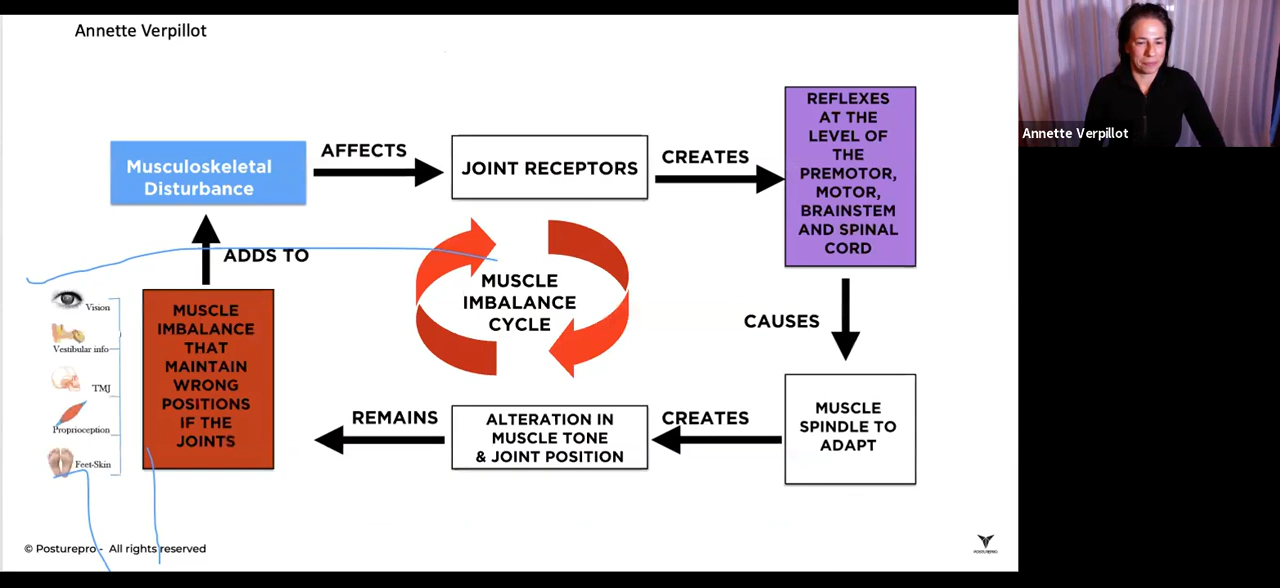 Annette Verpillot
Musculoskeletal
Disturbance
AFFECTS
JOINT RECEPTORS
CREATES
REFLEXES
AT THE
LEVEL OF
THE
PREMOTOR,
MOTOR,
BRAINSTEM
AND SPINAL
CORD
Annette Verpillot
ADDS TO
MUSCLE
IMBALANCE
CYCLE
CAUSES
Vision
Vestibular info
TMJ
Proprioception
Feet-Skin
MUSCLE
IMBALANCE
THAT
MAINTAIN
WRONG
POSITIONS
IF THE
JOINTS
REMAINS
ALTERATION IN
MUSCLE TONE
& JOINT POSITION
CREATES
MUSCLE
SPINDLE TO
ADAPT
© Posturepro - All rights reserved
POSTUREPRO